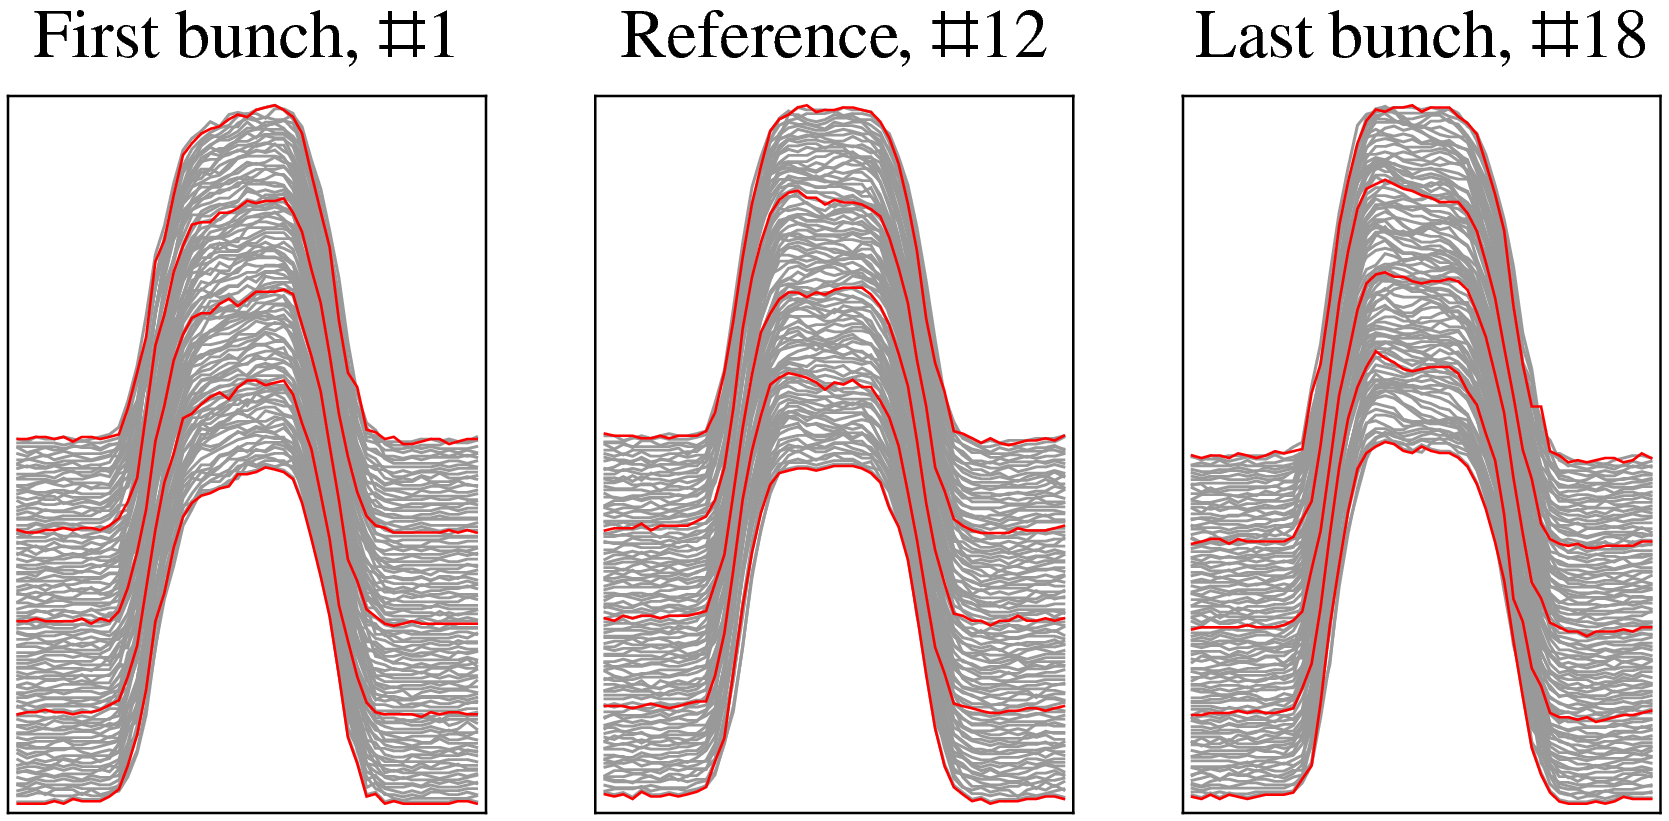 First bunch, #1
Reference, #12
Last bunch, #18